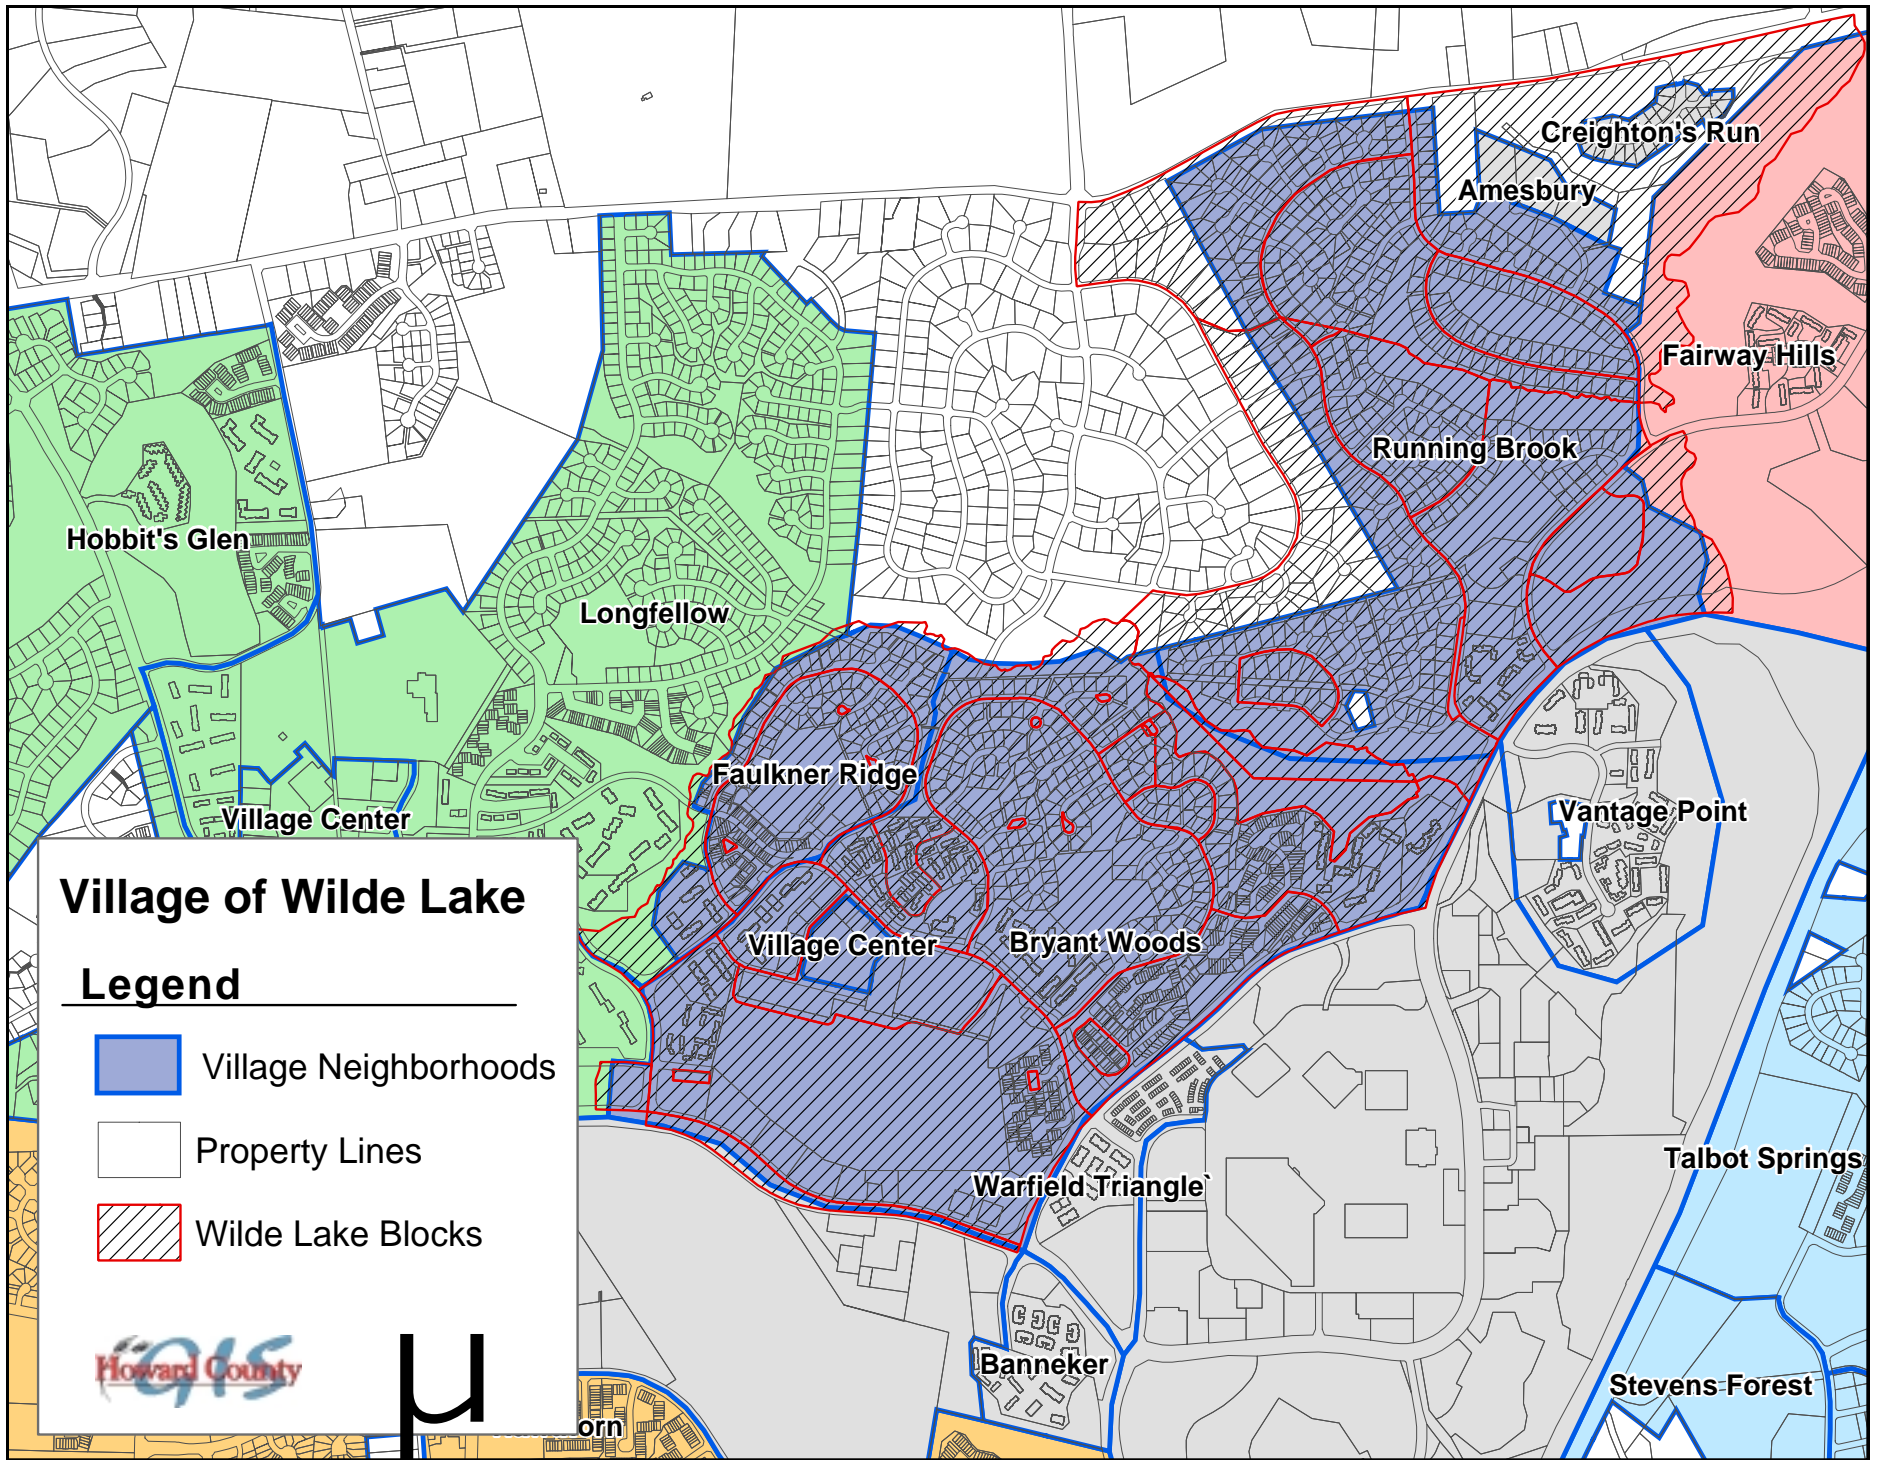 Creighton's Run
Amesbury
Fairway Hills
Running Brook
Hobbit's Glen
Longfellow
Faulkner Ridge
Village Center
Vantage Point
Village Center
Bryant Woods
Talbot Springs
Warfield Triangle`
Banneker
Stevens Forest
Village of Wilde Lake
Legend
Village Neighborhoods
Property Lines
Wilde Lake Blocks
Howard County
GIS
µ